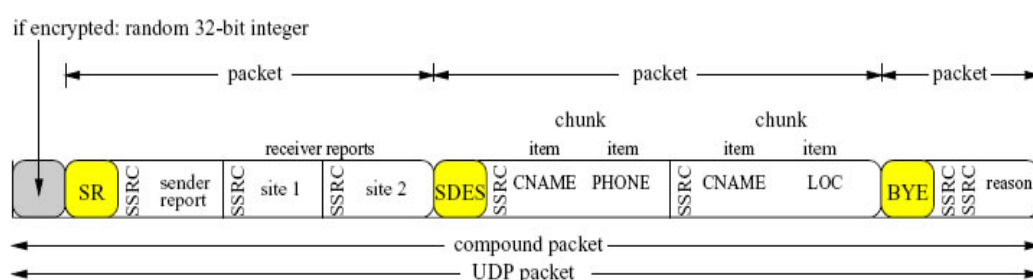 if encrypted: random 32-bit integer
packet packet packet
chunk chunk
receiver reports item item item item
SR SSRC sender report SSRC site 1 SSRC site 2 SDES SSRC CNAME PHONE SSRC CNAME LOC BYE SSRC SSRC reason
compound packet
UDP packet